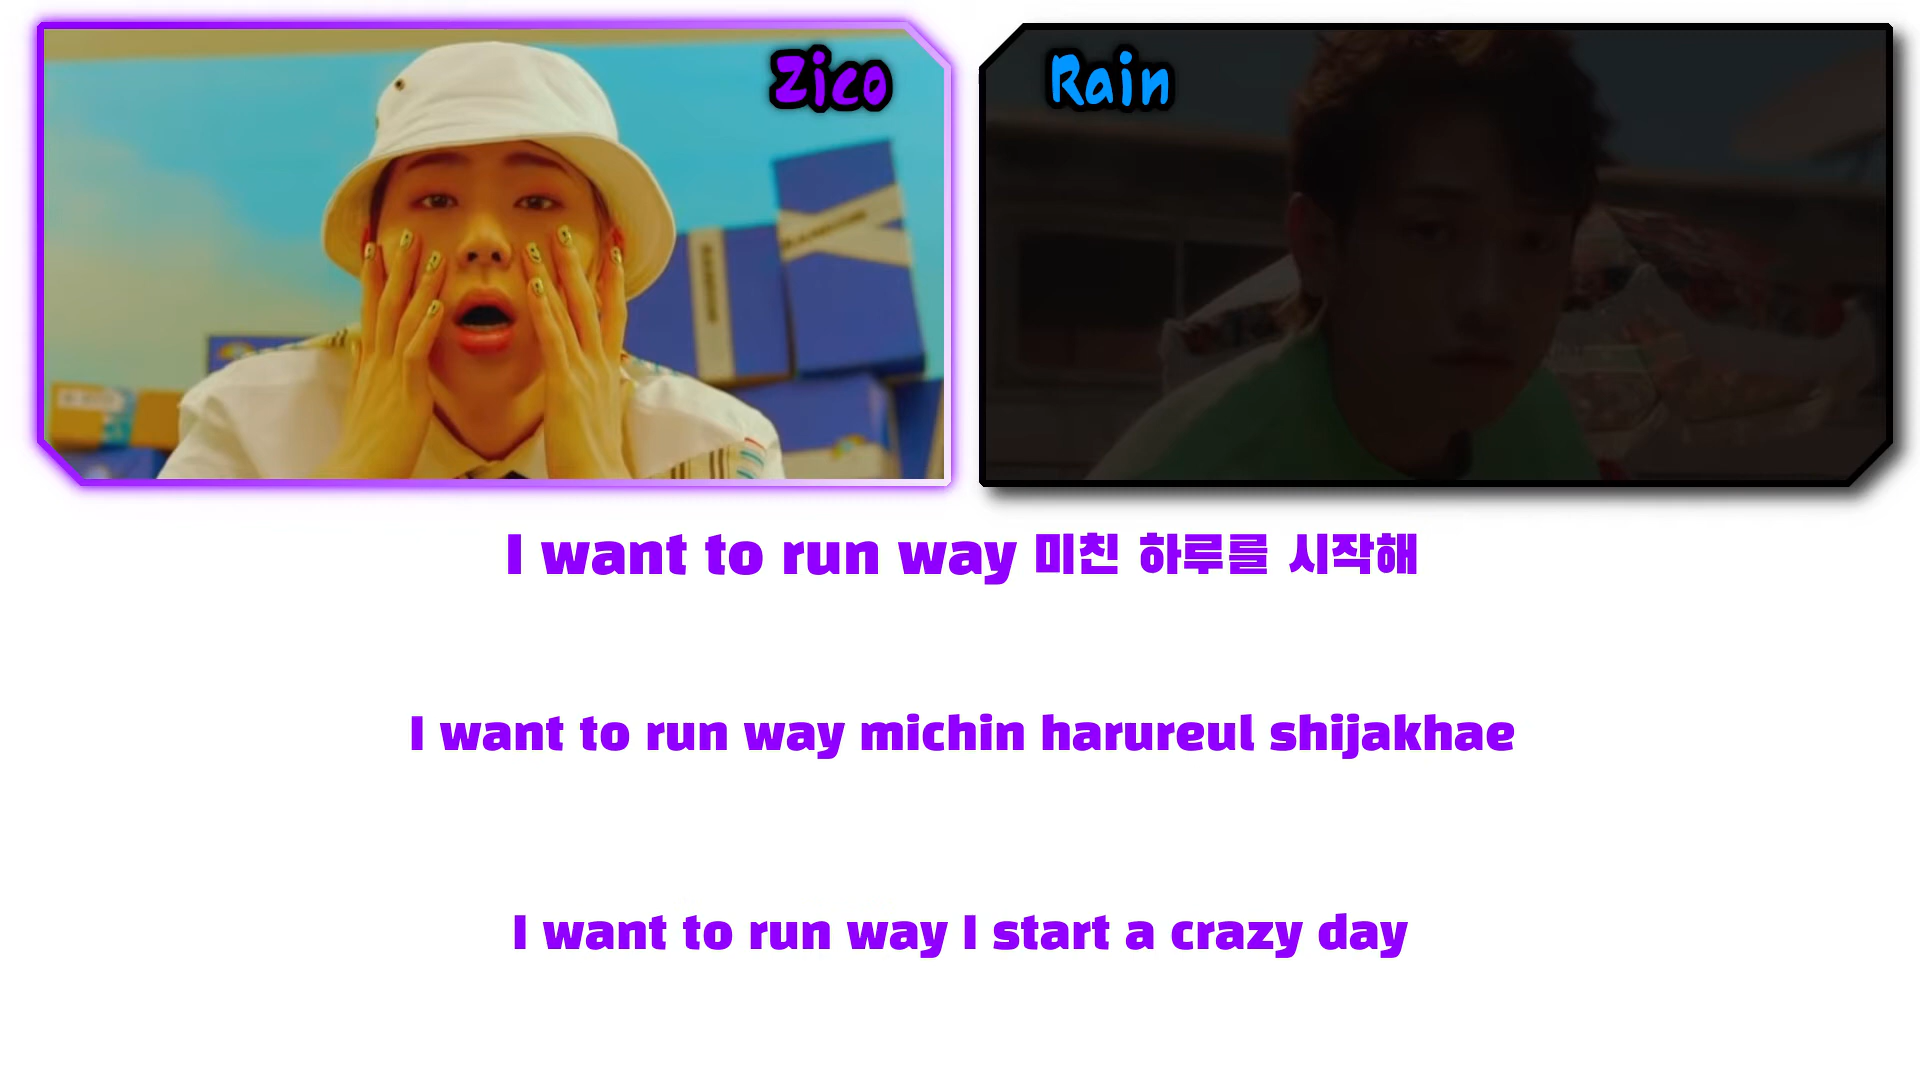 Zico
Rain
I want to run way 미친 하루를 시작해
I want to run way michin harureul shijakhae
I want to run way I start a crazy day